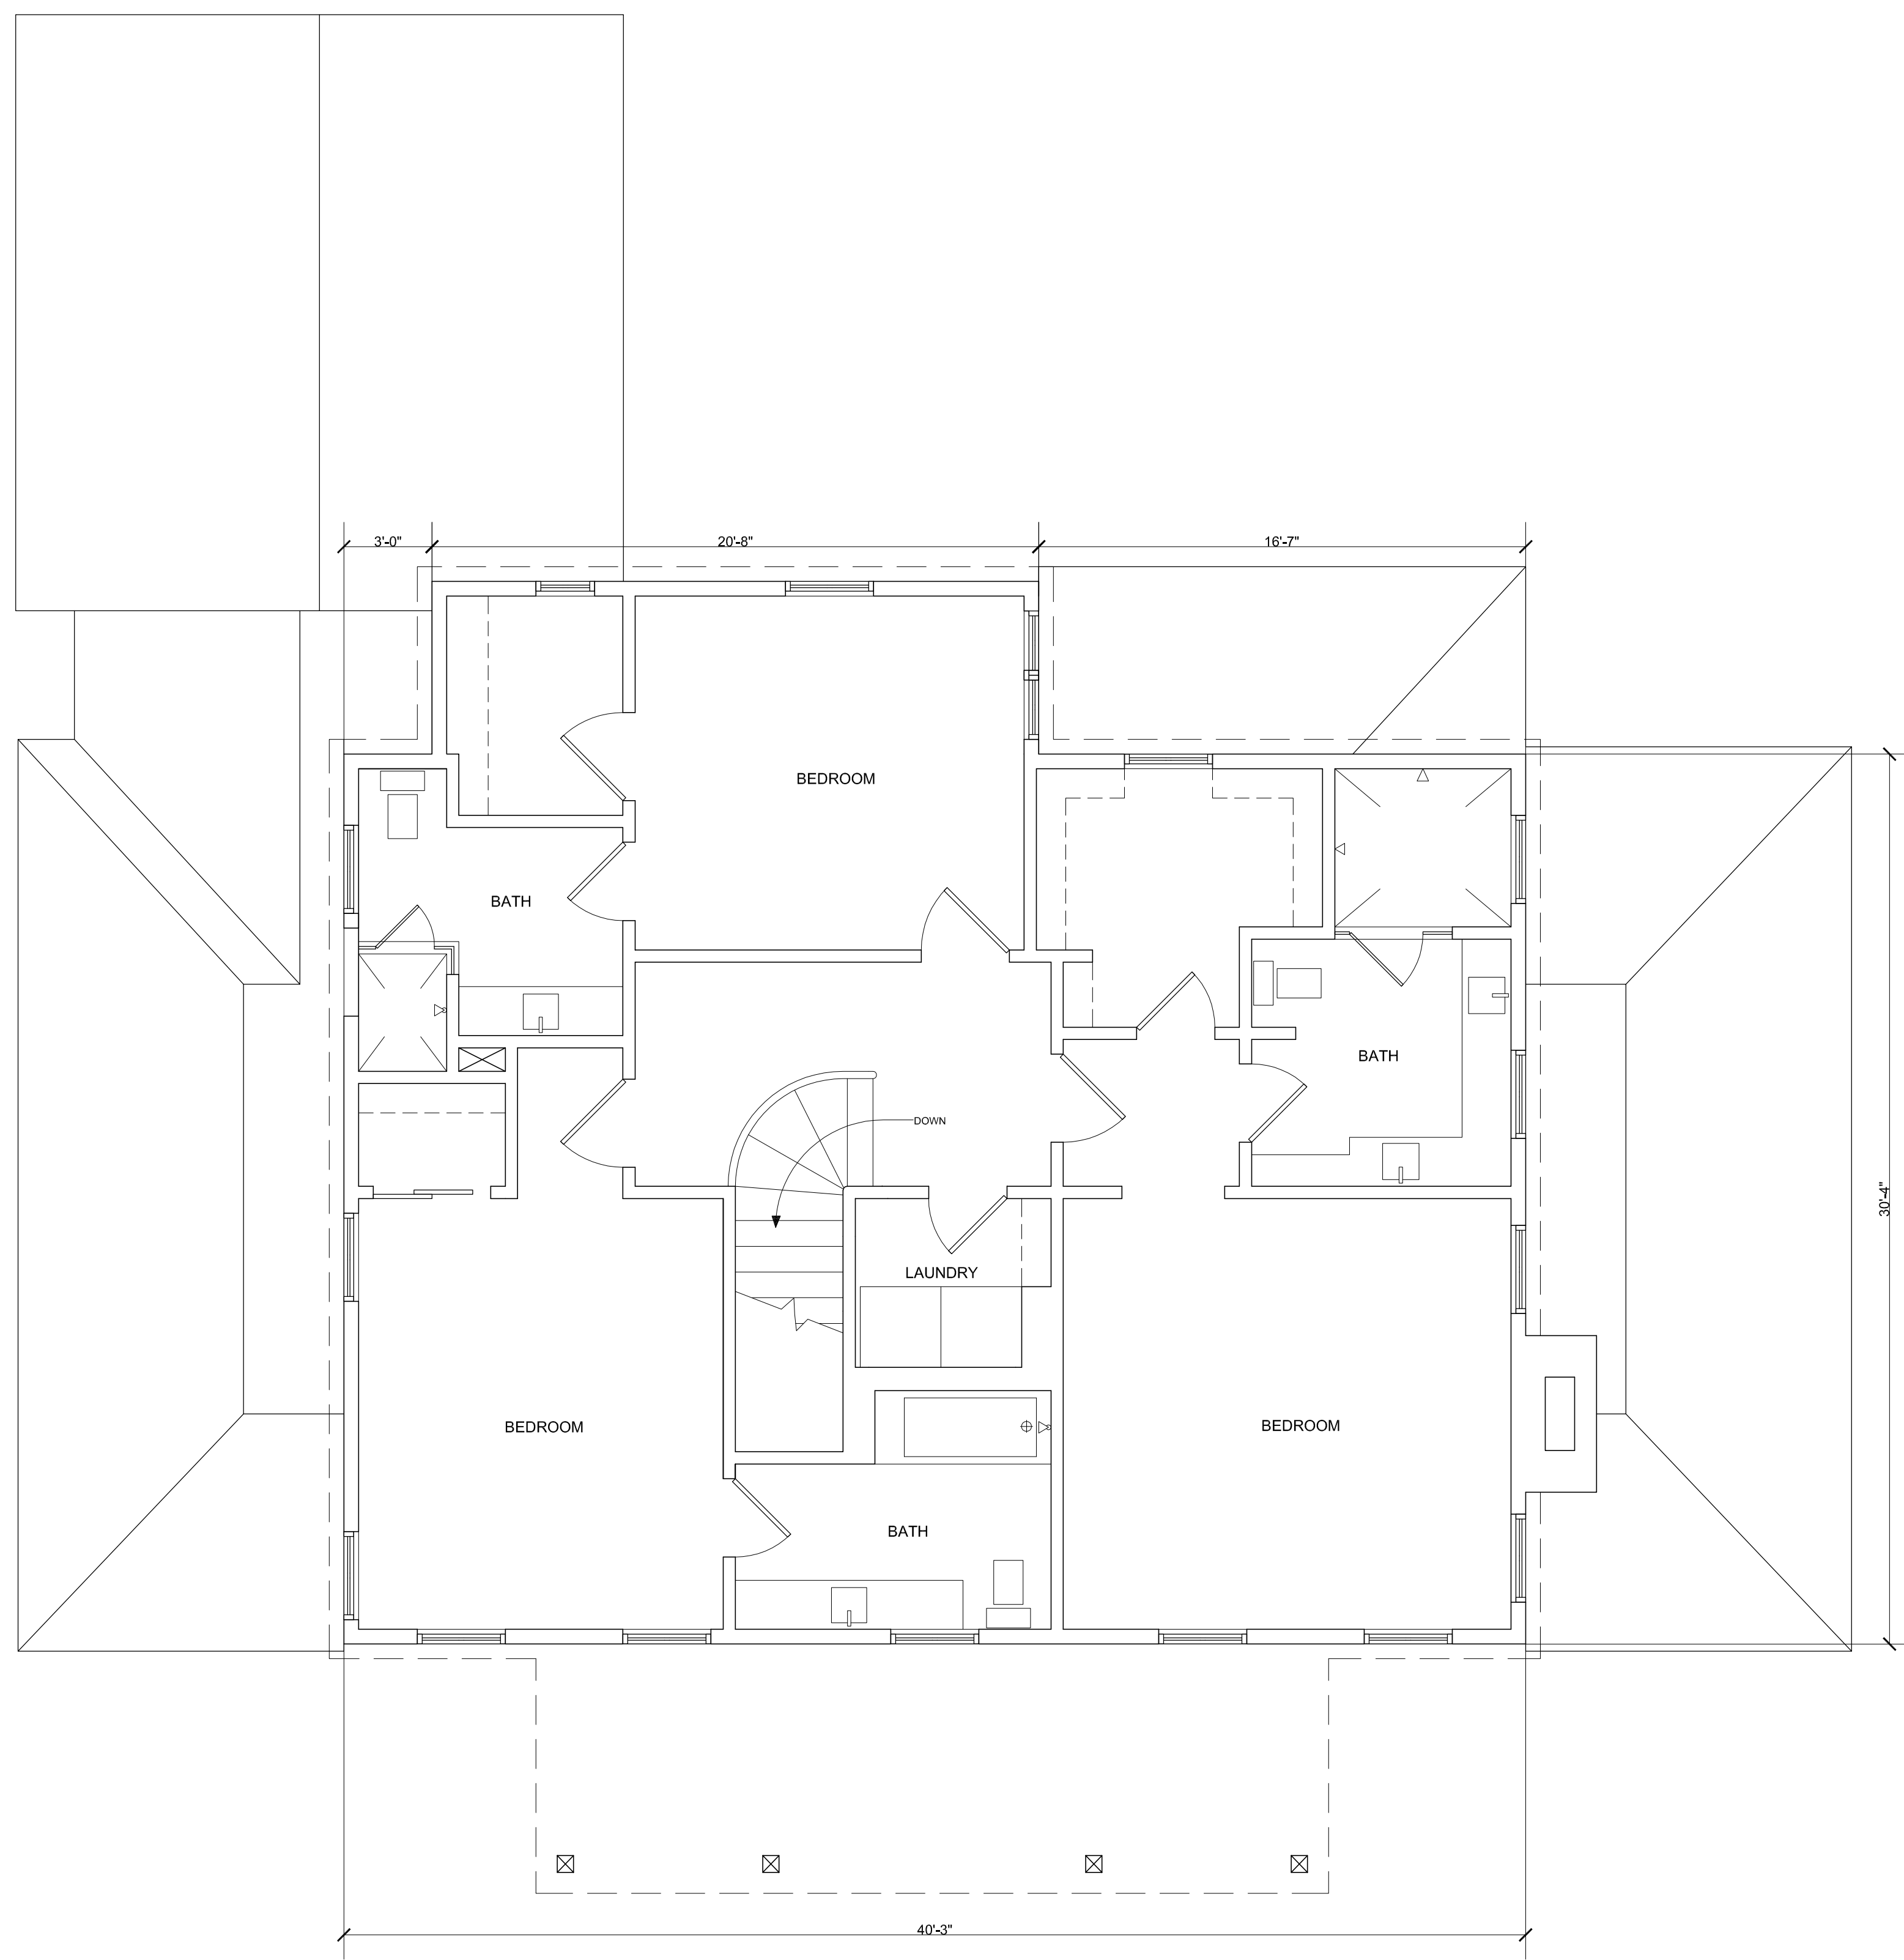 3'-0"
20'-8"
16'-7"
BEDROOM
BATH
BATH
DOWN
30'-4"
LAUNDRY
BEDROOM
BEDROOM
BATH
40'-3"